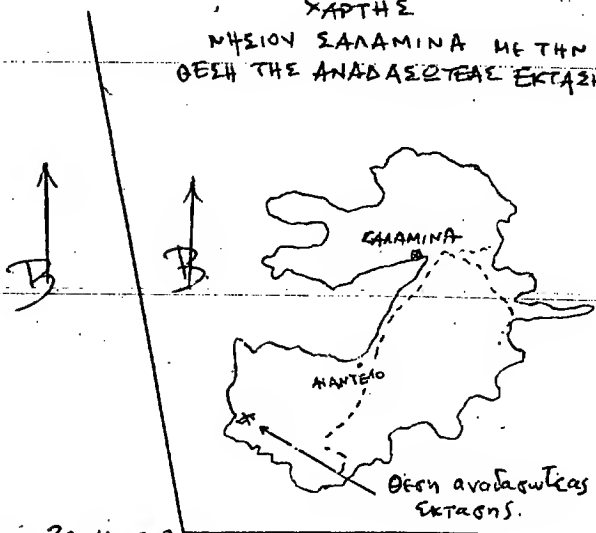 ΧΑΡΤΗΣ
ΝΗΣΙΟΥ ΣΑΛΑΜΙΝΑ ΜΕ ΤΗΝ
ΘΕΣΗ ΤΗΣ ΑΝΑΔΑΣΩΤΕΑΣ ΕΚΤΑΣΗ
Β
Β
ΣΑΛΑΜΙΝΑ
ΑΙΑΝΤΕΙΟ
Θέση αναδασωτέας
έκτασης.